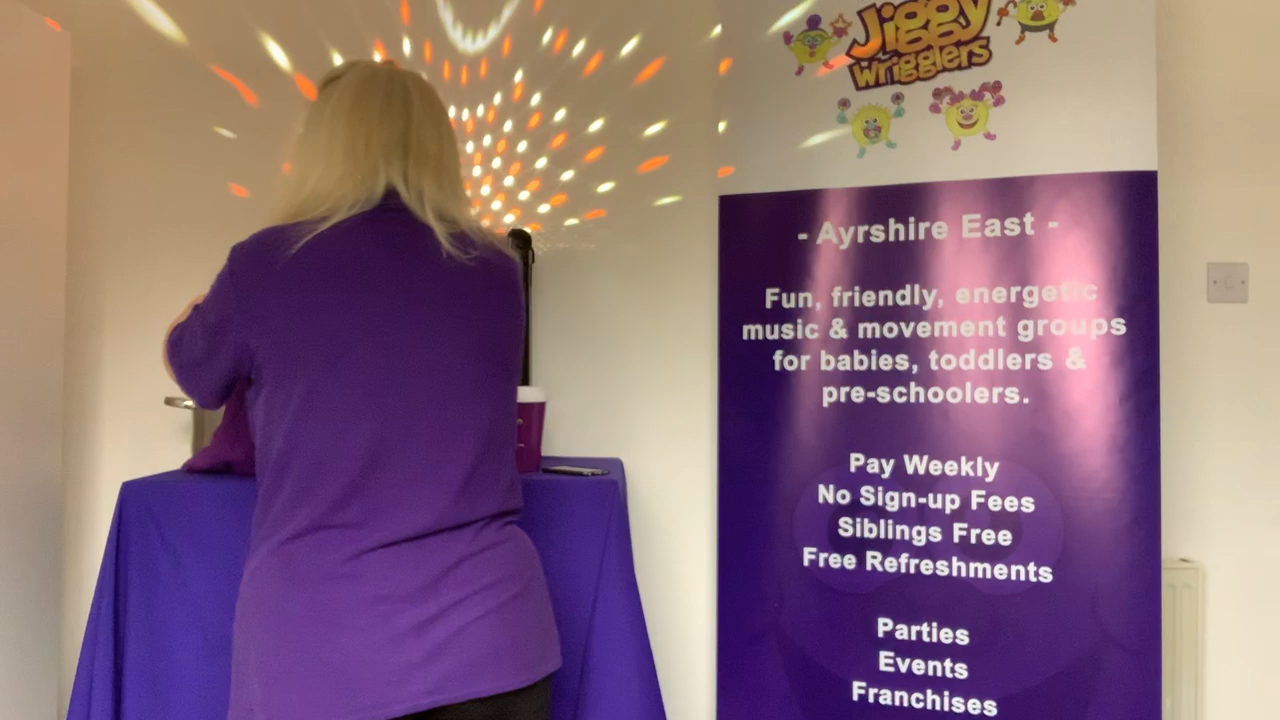 Jiggy
Wrigglers
- Ayrshire East -
Fun, friendly, energetic
music & movement groups
for babies, toddlers &
pre-schoolers.
Pay Weekly
No Sign-up Fees
Siblings Free
Free Refreshments
Parties
Events
Franchises